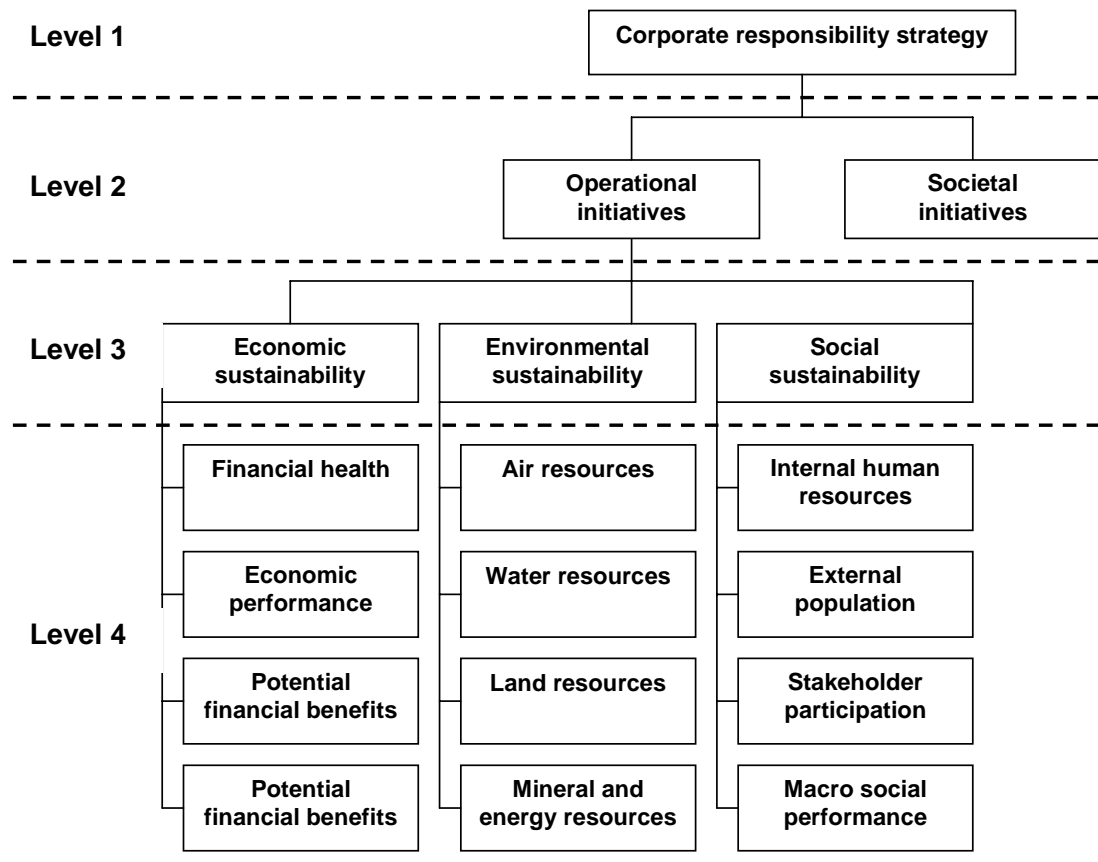 Level 1
Corporate responsibility strategy
Level 2
Operational
initiatives
Societal
initiatives
Level 3
Economic
sustainability
Environmental
sustainability
Social
sustainability
Level 4
Financial health
Air resources
Internal human
resources
Economic
performance
Water resources
External
population
Potential
financial benefits
Land resources
Stakeholder
participation
Potential
financial benefits
Mineral and
energy resources
Macro social
performance